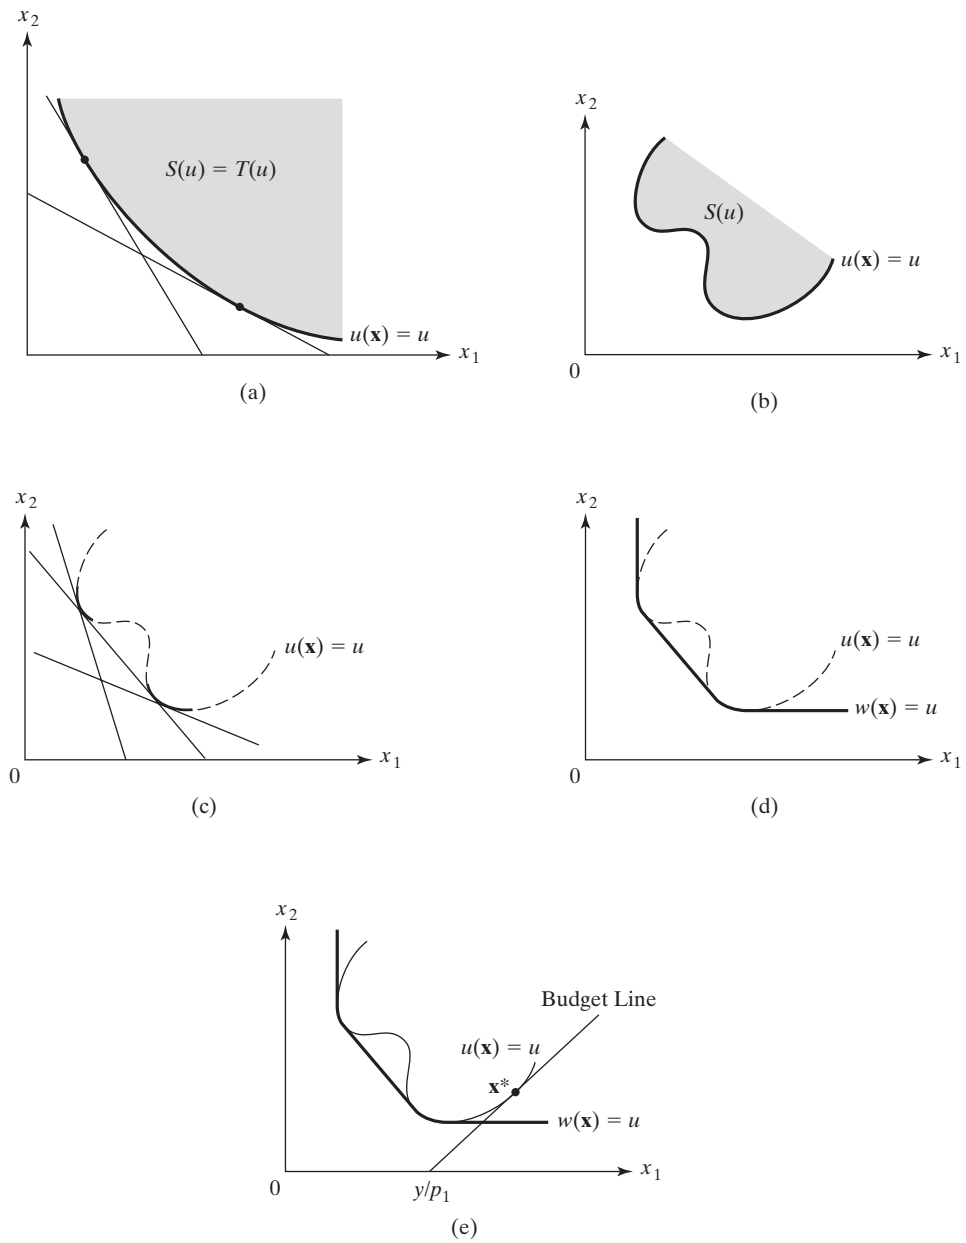 x₂
S(u) = T(u)
u(x) = u
x₁
(a)
x₂
S(u)
u(x) = u
0
x₁
(b)
x₂
u(x) = u
0
x₁
(c)
x₂
u(x) = u
w(x) = u
0
x₁
(d)
x₂
Budget Line
u(x) = u
x*
w(x) = u
0
y/p₁
x₁
(e)